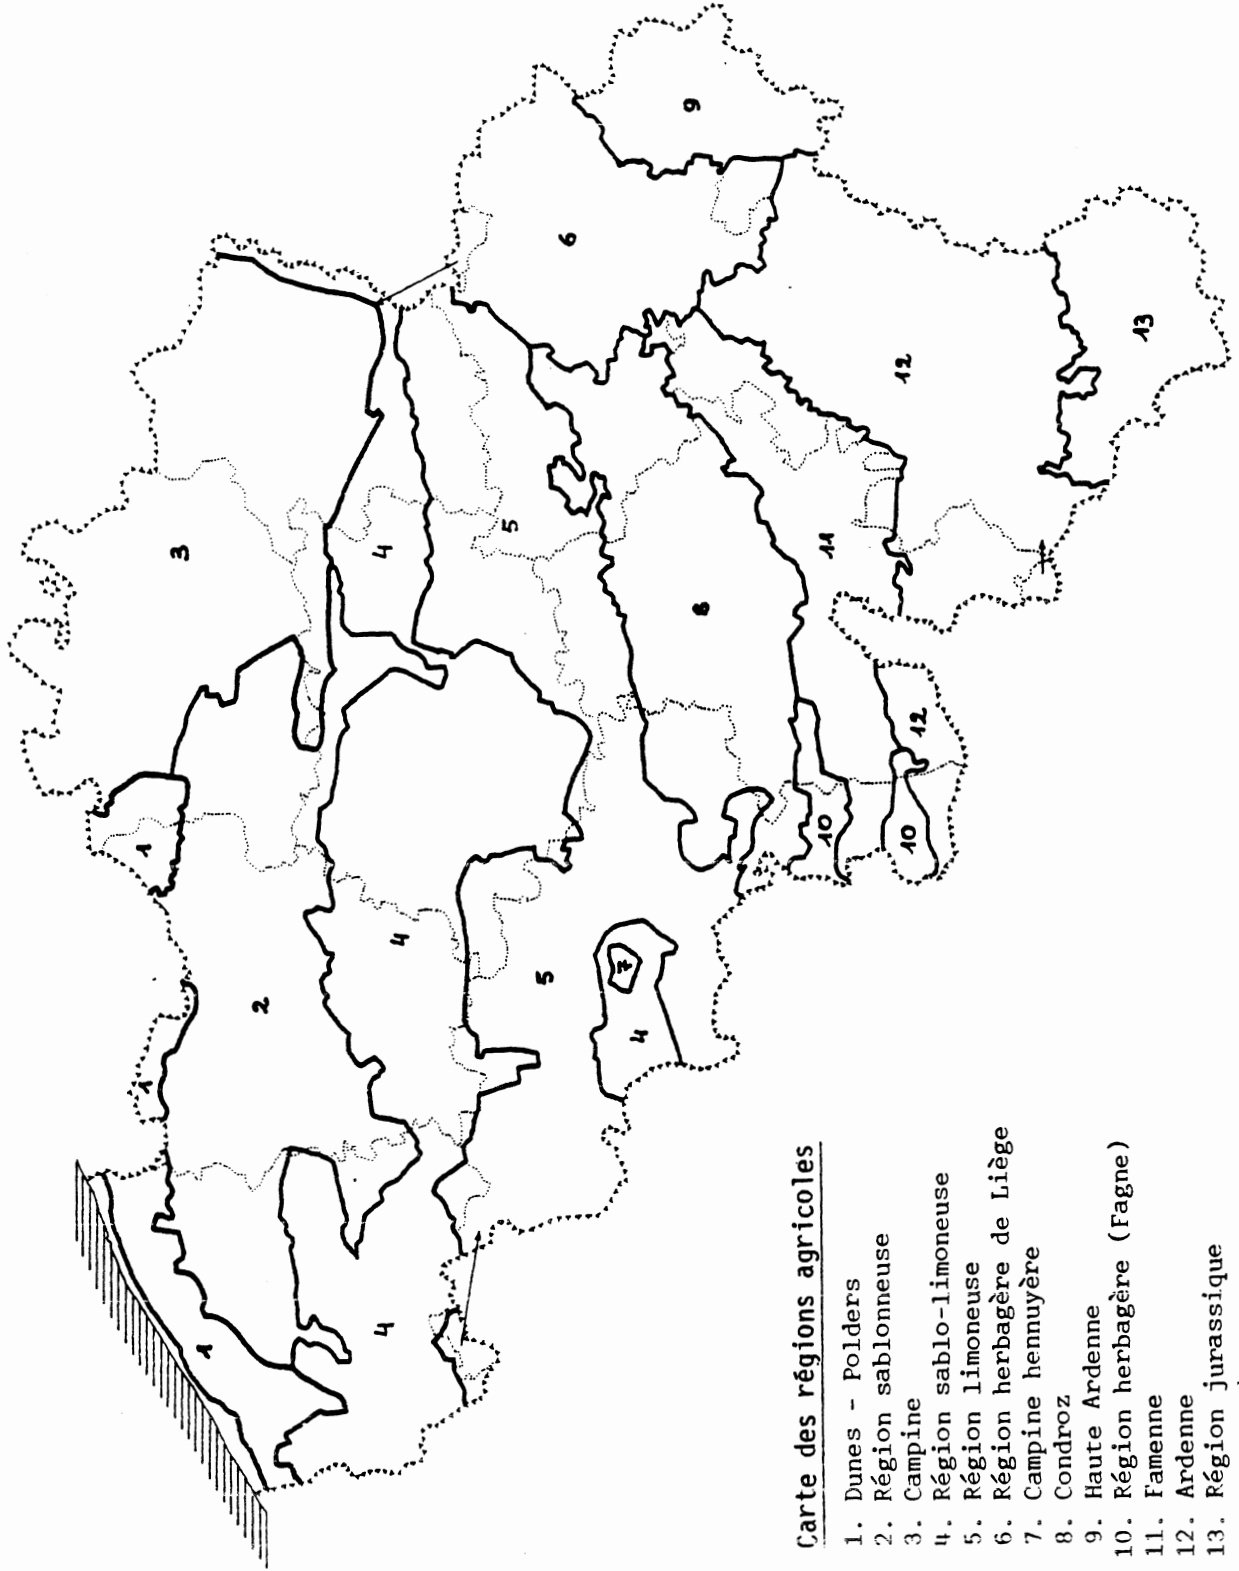 3
9
6
1
4
5
2
8
12
13
11
4
1
5
7
4
10
10
12
1
4
Carte des régions agricoles
1. Dunes - Polders
2. Région sablonneuse
3. Campine
4. Région sablo-limoneuse
5. Région limoneuse
6. Région herbagère de Liège
7. Campine hennuyère
8. Condroz
9. Haute Ardenne
10. Région herbagère (Fagne)
11. Famenne
12. Ardenne
13. Région jurassique